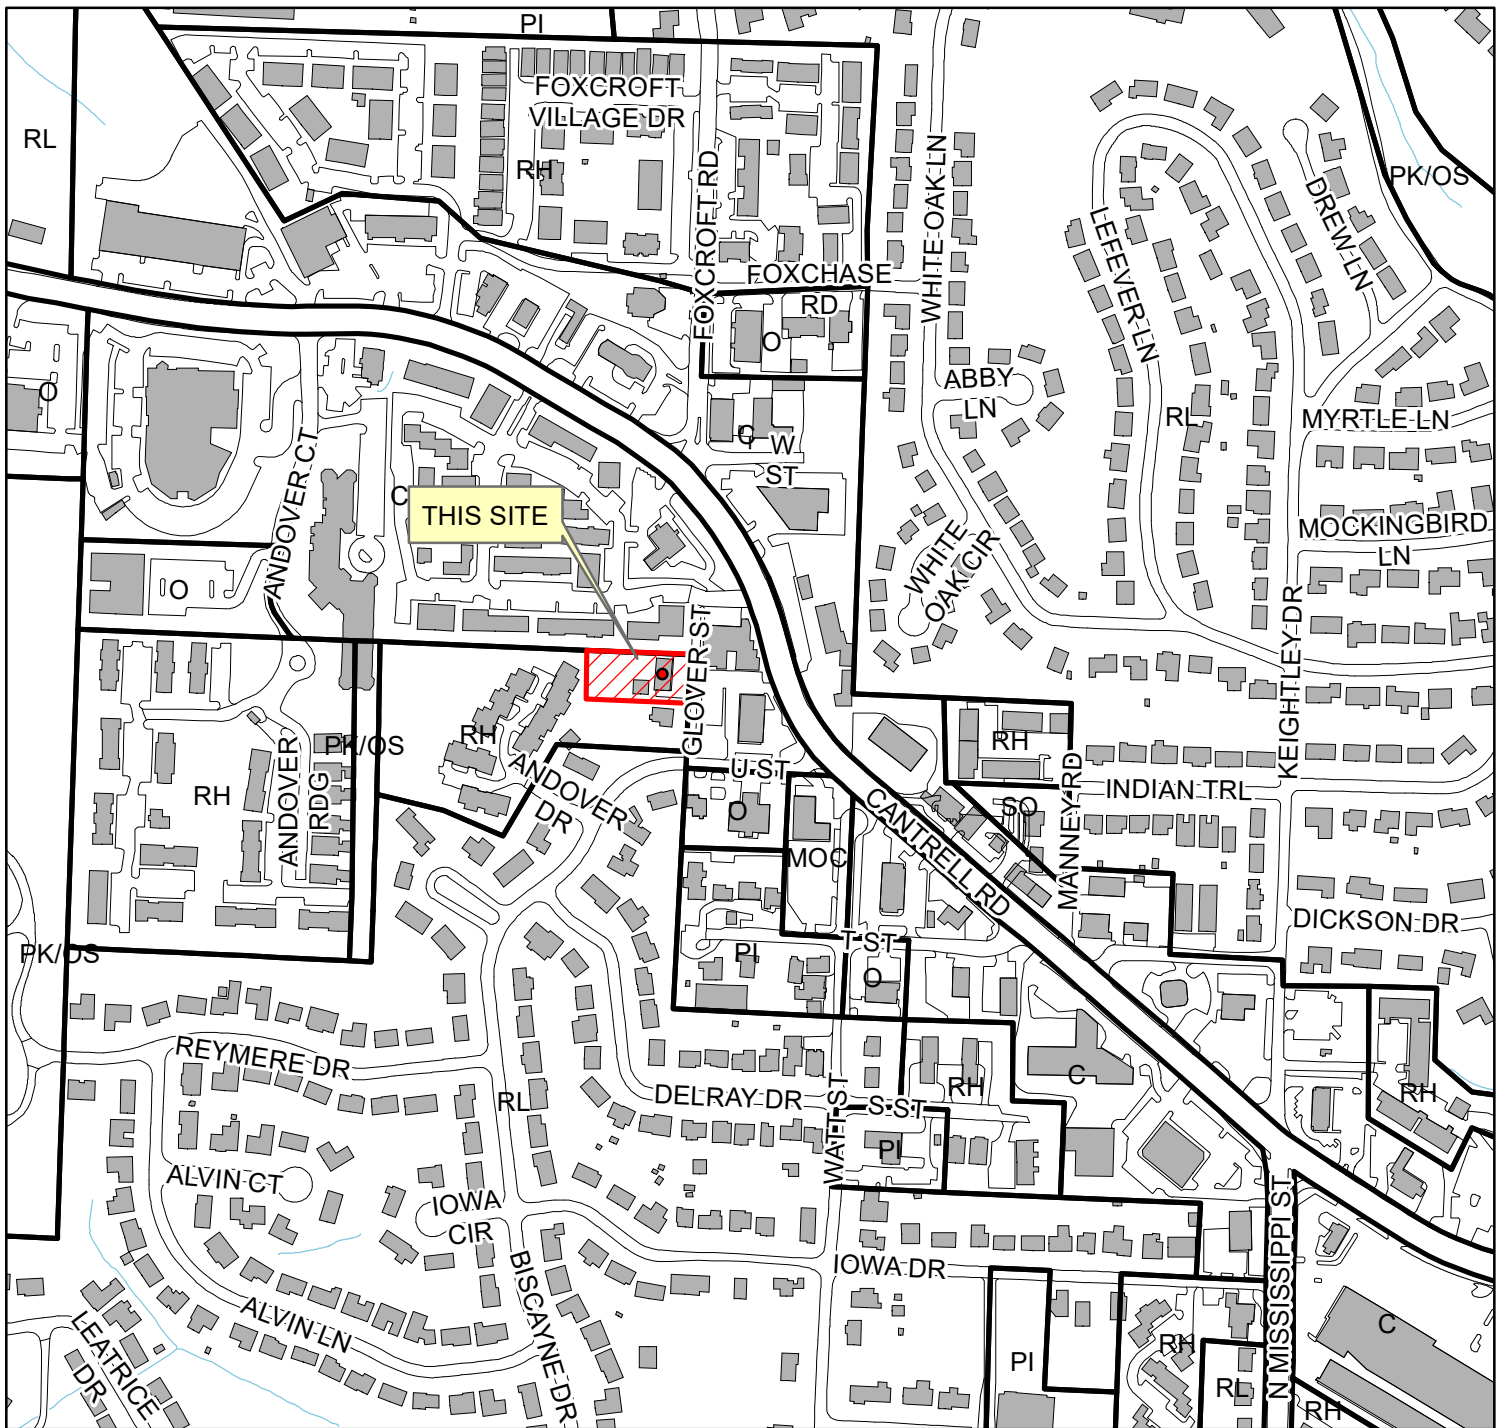 PI
FOXCROFT
VILLAGE DR
RL
RH
FOXCROFT RD
WHITE OAK LN
LEFEVER LN
DREW LN
PK/OS
FOXCHASE
RD
O
O
ABBY
LN
RL
MYRTLE LN
C
W
ST
ANDOVER CT
C
THIS SITE
MOCKINGBIRD
LN
WHITE
OAK CIR
O
KEIGHTLEY DR
GLOVER ST
RH
PK/OS
RH
ANDOVER
RDG
ANDOVER
DR
U ST
RH
MANNEY RD
INDIAN TRL
CANTRELL RD
SO
O
MOC
DICKSON DR
PK/OS
PI
T ST
O
REYMERE DR
RL
DELRAY DR
WATT ST
S ST
RH
C
RH
PI
ALVIN CT
IOWA
CIR
N MISSISSIPPI ST
BISCAYNE DR
IOWA DR
ALVIN LN
LEATRICE
DR
PI
RH
C
RL
RH